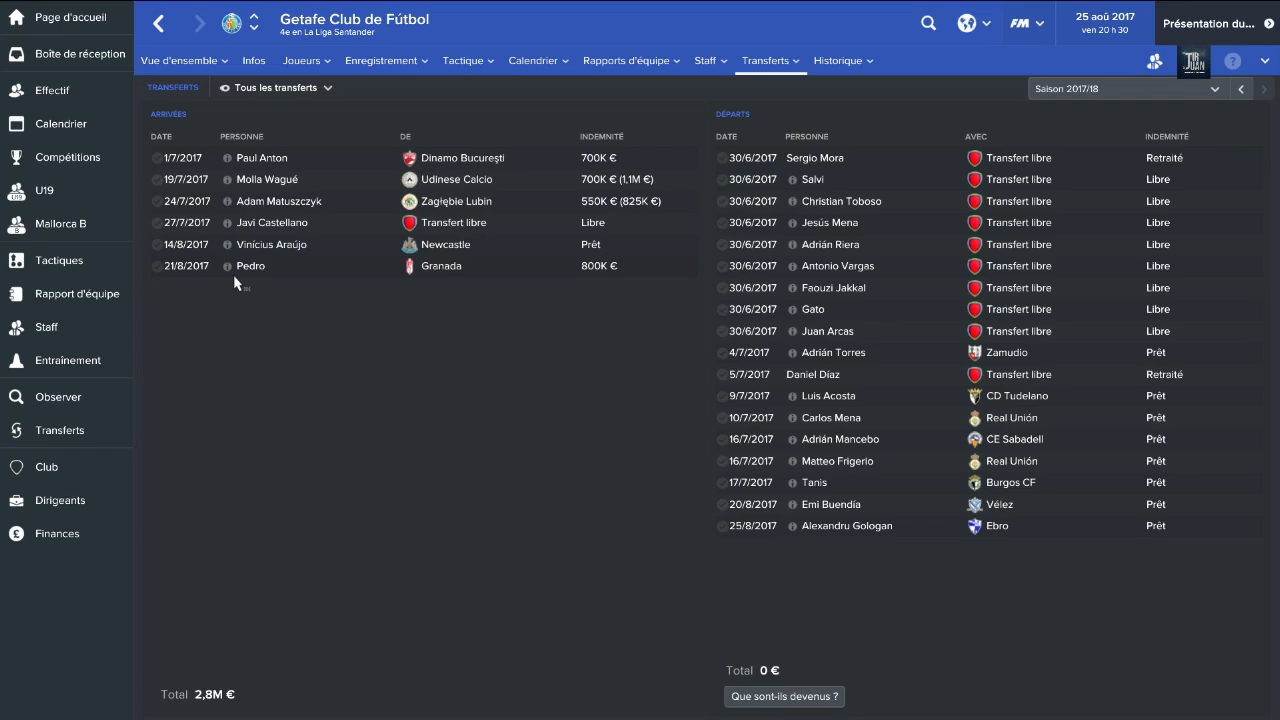 Page d'accueil
Boîte de réception
Effectif
Calendrier
Compétitions
U19
Mallorca B
Tactiques
Rapport d'équipe
Staff
Entraînement
Observer
Transferts
Club
Dirigeants
Finances
Getafe Club de Fútbol
4e en La Liga Santander
FM
25 aoû 2017
ven 20 h 30
Présentation du...
Vue d'ensemble Infos Joueurs Enregistrement Tactique Calendrier Rapports d'équipe Staff Transferts Historique
TRANSFERTS Tous les transferts
Saison 2017/18
ARRIVÉES
DATE PERSONNE DE INDEMNITÉ
1/7/2017 Paul Anton Dinamo București 700K €
19/7/2017 Molla Wagué Udinese Calcio 700K € (1,1M €)
24/7/2017 Adam Matuszczyk Zagłębie Lubin 550K € (825K €)
27/7/2017 Javi Castellano Transfert libre Libre
14/8/2017 Vinícius Araújo Newcastle Prêt
21/8/2017 Pedro Granada 800K €
Total 2,8M €
DÉPARTS
DATE PERSONNE AVEC INDEMNITÉ
30/6/2017 Sergio Mora Transfert libre Retraité
30/6/2017 Salvi Transfert libre Libre
30/6/2017 Christian Toboso Transfert libre Libre
30/6/2017 Jesús Mena Transfert libre Libre
30/6/2017 Adrián Riera Transfert libre Libre
30/6/2017 Antonio Vargas Transfert libre Libre
30/6/2017 Faouzi Jakkal Transfert libre Libre
30/6/2017 Gato Transfert libre Libre
30/6/2017 Juan Arcas Transfert libre Libre
4/7/2017 Adrián Torres Zamudio Prêt
5/7/2017 Daniel Díaz Transfert libre Retraité
9/7/2017 Luis Acosta CD Tudelano Prêt
10/7/2017 Carlos Mena Real Unión Prêt
16/7/2017 Adrián Mancebo CE Sabadell Prêt
16/7/2017 Matteo Frigerio Real Unión Prêt
17/7/2017 Tanis Burgos CF Prêt
20/8/2017 Emi Buendía Vélez Prêt
25/8/2017 Alexandru Gologan Ebro Prêt
Total 0 €
Que sont-ils devenus ?